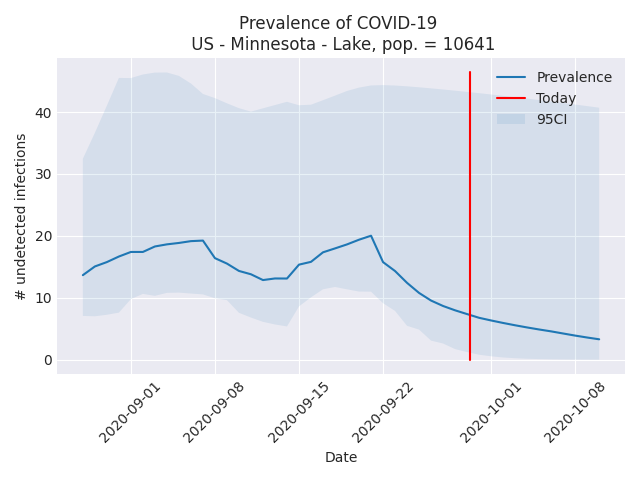 Prevalence of COVID-19
US - Minnesota - Lake, pop. = 10641
# undetected infections
40
30
20
10
0
Prevalence
Today
95CI
2020-09-01
2020-09-08
2020-09-15
2020-09-22
2020-10-01
2020-10-08
Date